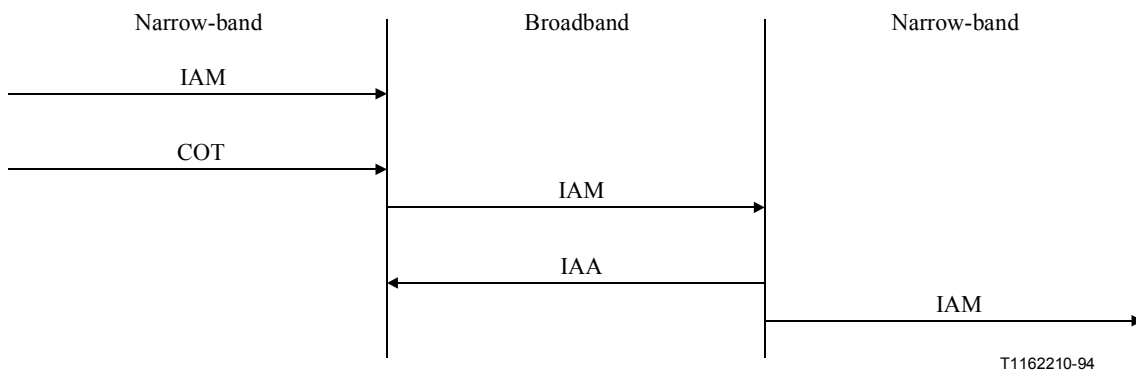 Narrow-band Broadband Narrow-band
IAM
COT
IAM
IAA
IAM
T1162210-94